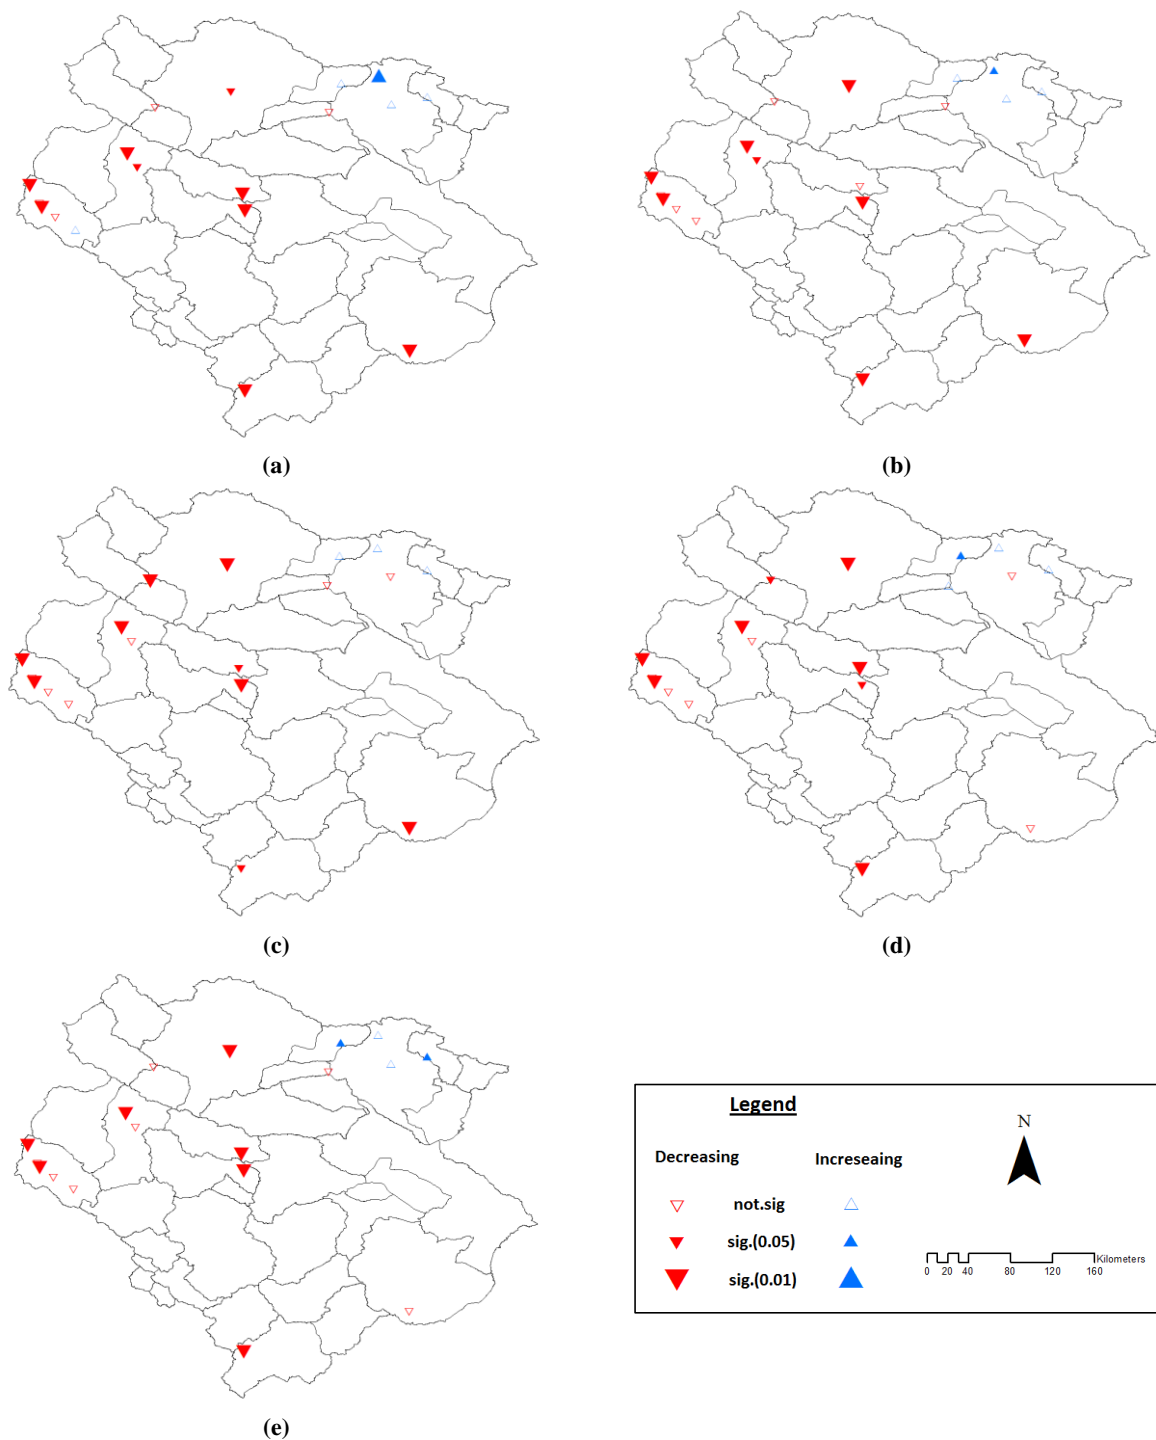 (a)
(b)
(c)
(d)
(e)
Legend
Decreasing Increseaing
not.sig
sig.(0.05)
sig.(0.01)
N
Kilometers
0 20 40 80 120 160